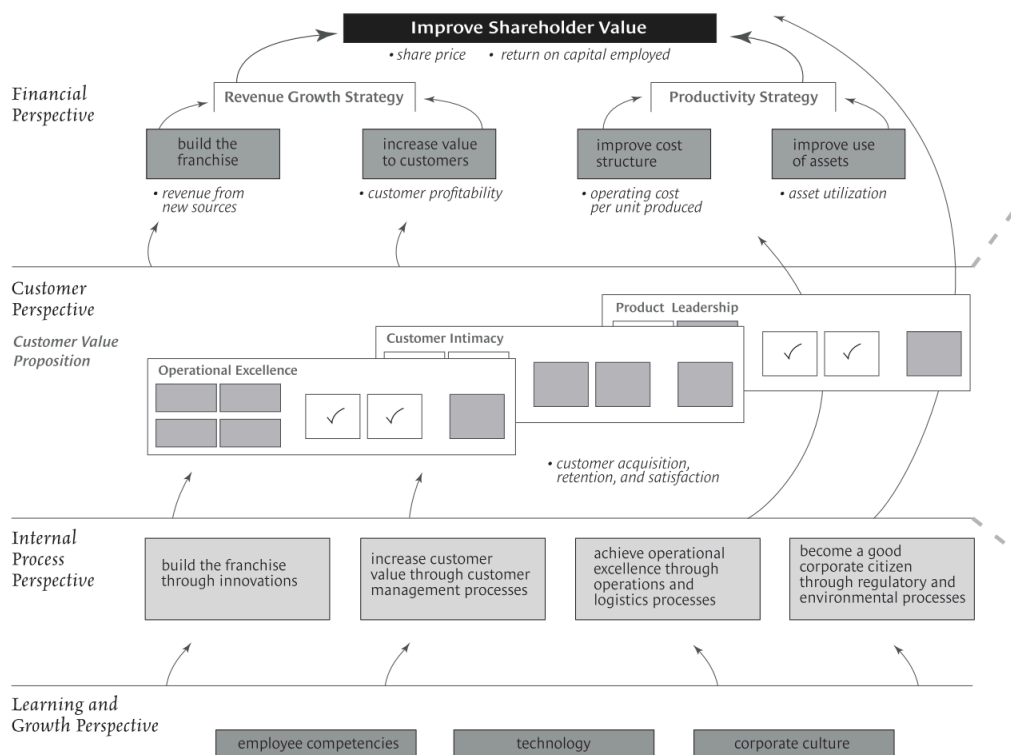 Improve Shareholder Value
• share price • return on capital employed
Financial
Perspective
Revenue Growth Strategy
Productivity Strategy
build the
franchise
increase value
to customers
improve cost
structure
improve use
of assets
• revenue from
new sources
• customer profitability
• operating cost
per unit produced
• asset utilization
Customer
Perspective
Customer Value
Proposition
Product Leadership
Customer Intimacy
Operational Excellence
• customer acquisition,
retention, and satisfaction
Internal
Process
Perspective
build the franchise
through innovations
increase customer
value through customer
management processes
achieve operational
excellence through
operations and
logistics processes
become a good
corporate citizen
through regulatory and
environmental processes
Learning and
Growth Perspective
employee competencies
technology
corporate culture